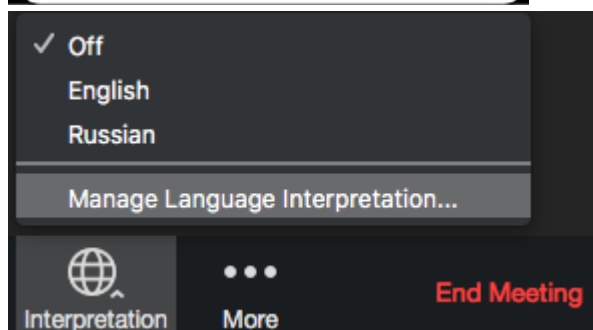 Off
English
Russian
Manage Language Interpretation...
Interpretation
More
End Meeting